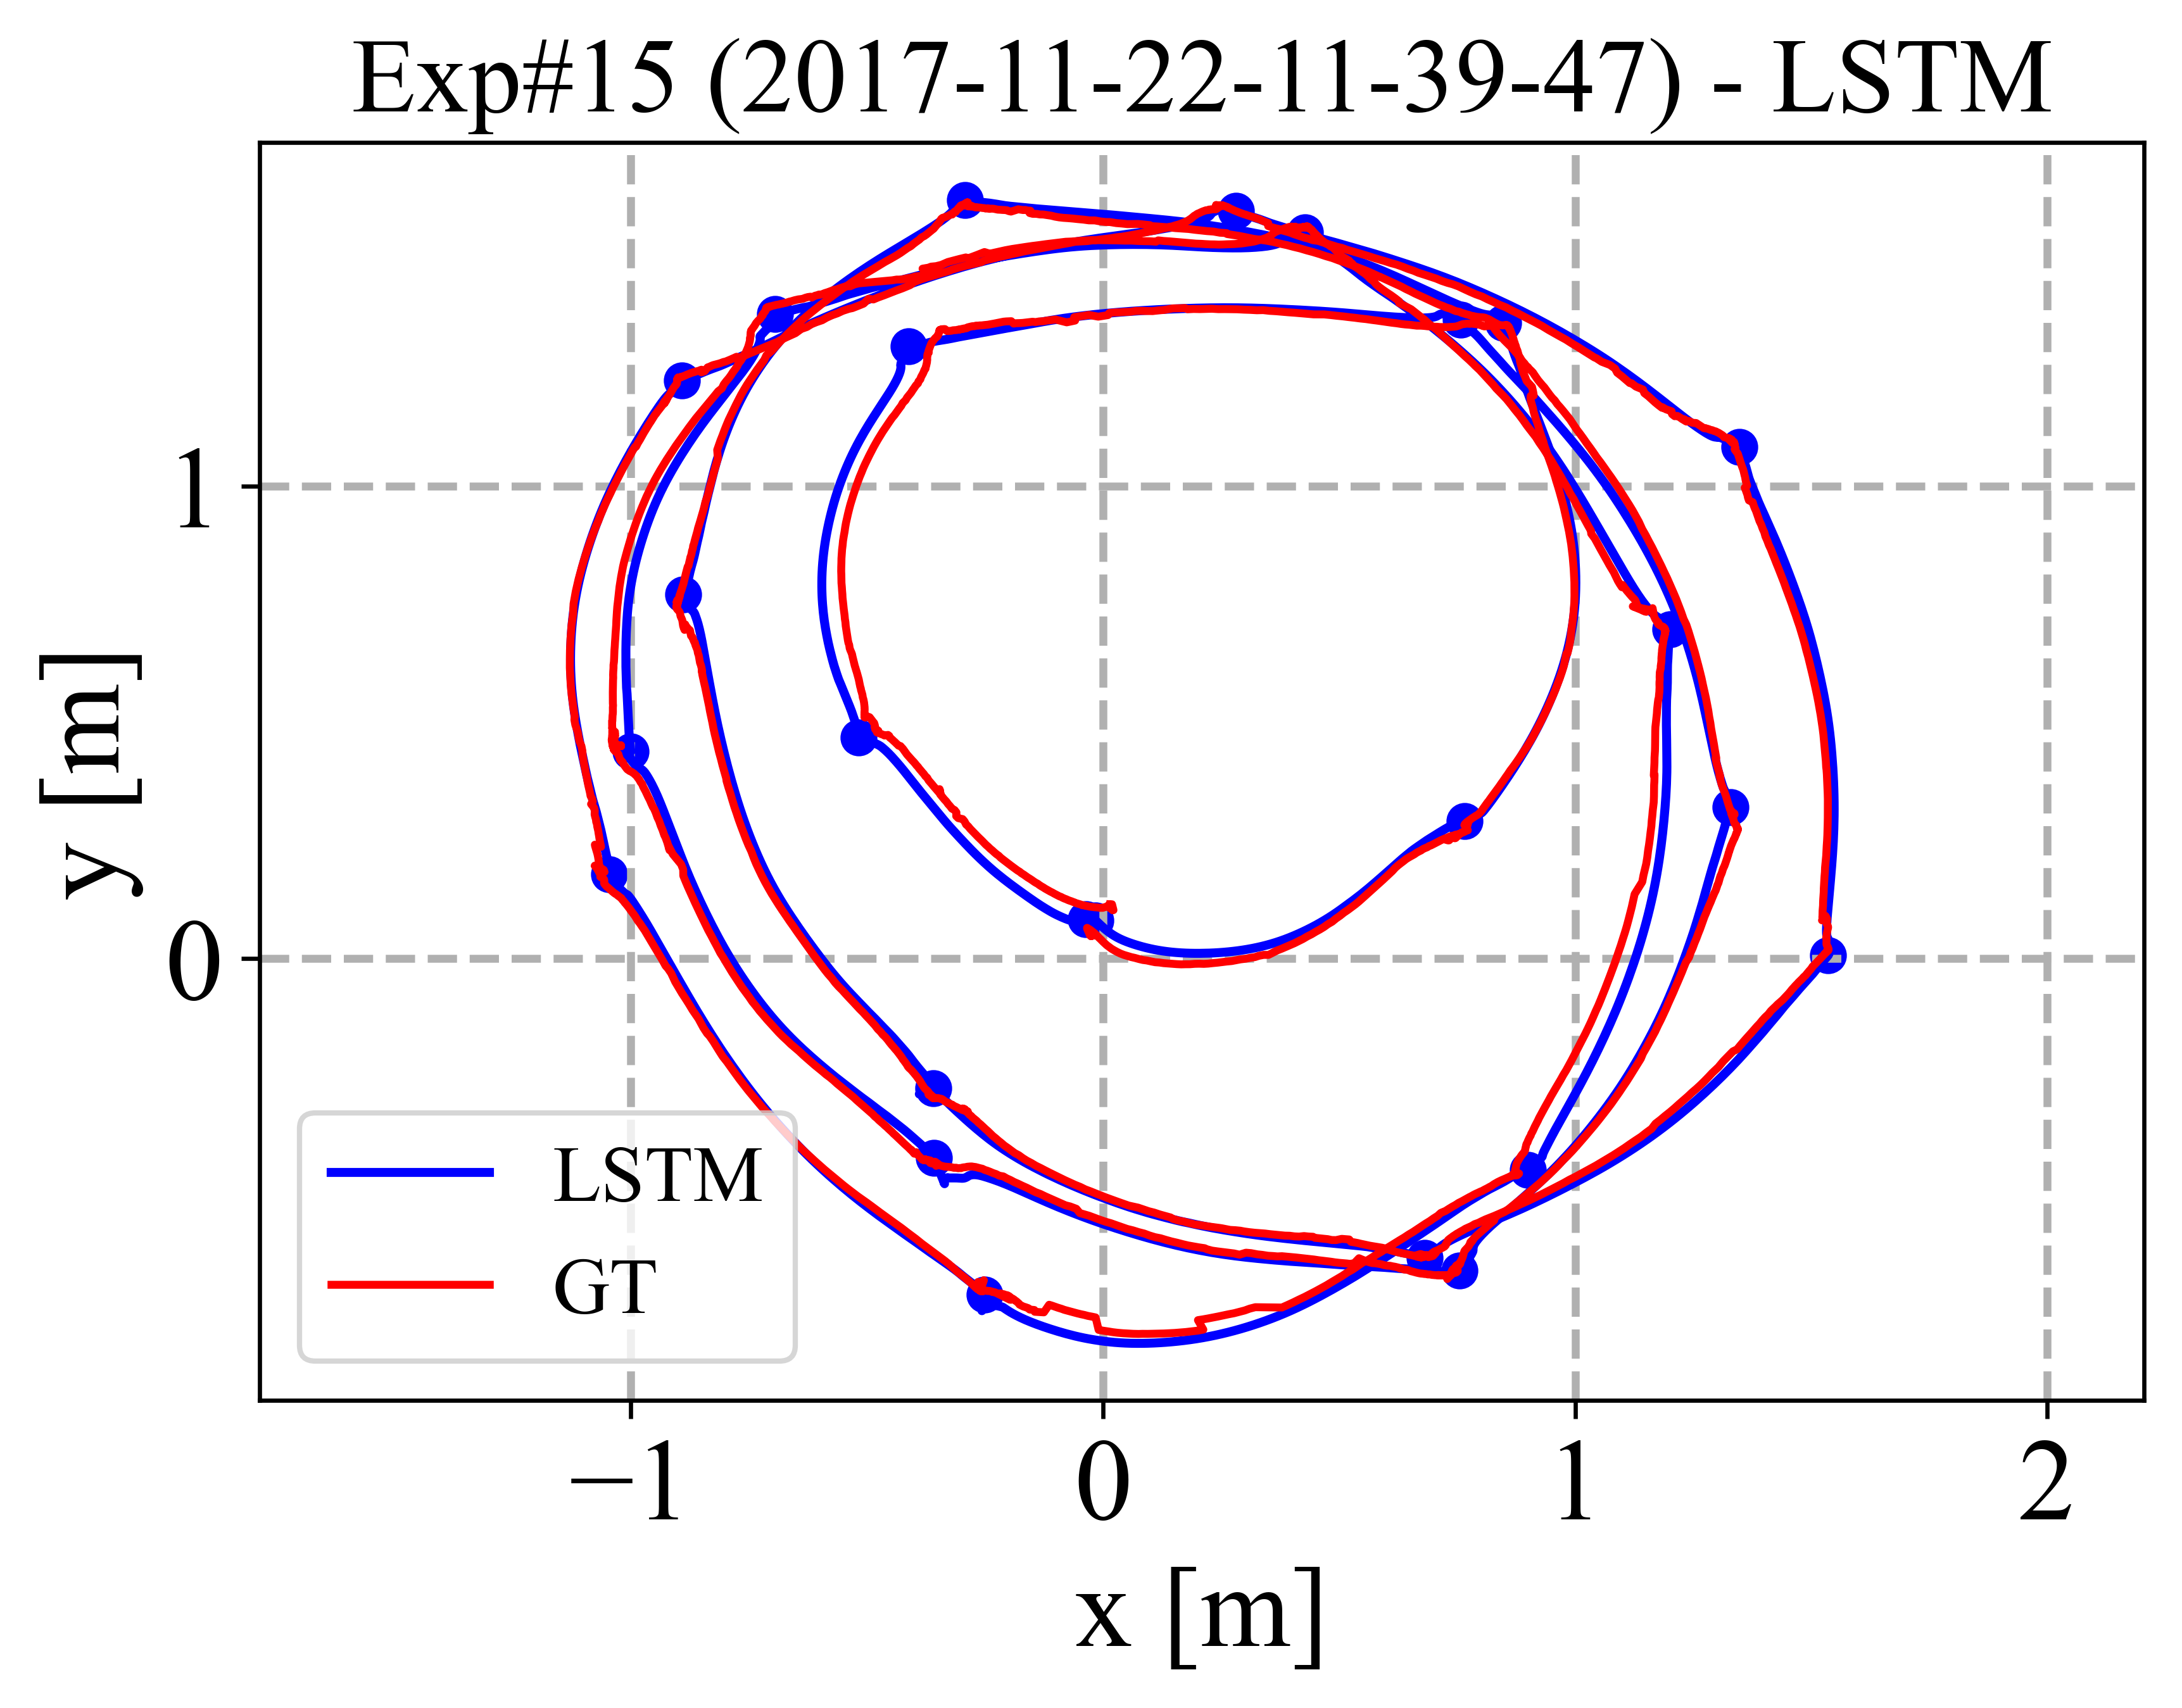 Exp#15 (2017-11-22-11-39-47) - LSTM
y [m]
1
0
LSTM
GT
−1 0 1 2
x [m]